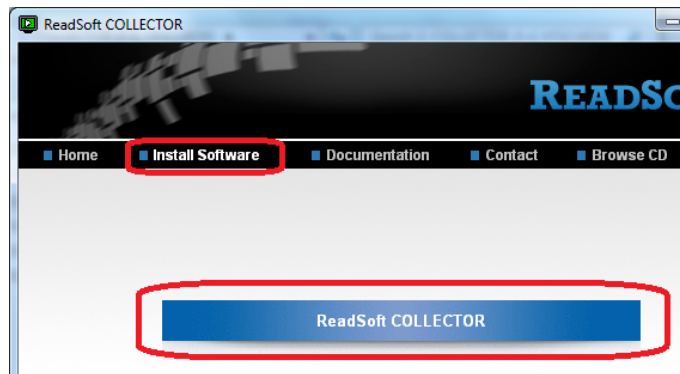 ReadSoft COLLECTOR
READSO
Home Install Software Documentation Contact Browse CD
ReadSoft COLLECTOR